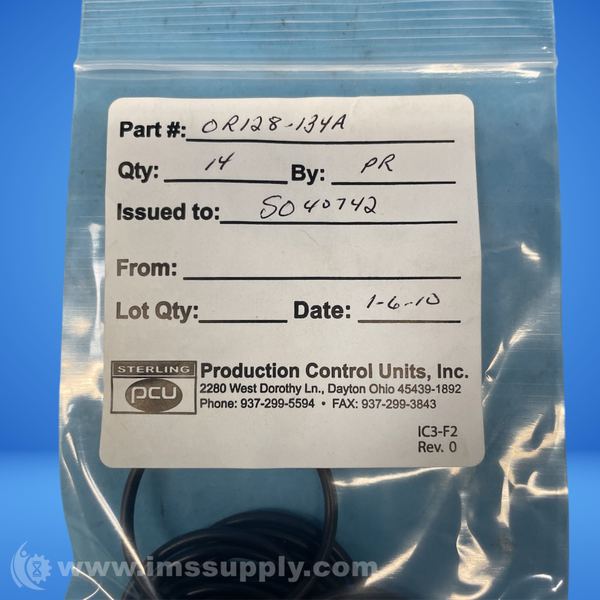 Part #: OR128-134A
Qty: 14 By: PR
Issued to: SO 40742
From:
Lot Qty: Date: 1-6-10
STERLING
pcu
Production Control Units, Inc.
2280 West Dorothy Ln., Dayton Ohio 45439-1892
Phone: 937-299-5594 • FAX: 937-299-3843
IC3-F2
Rev. 0
www.imssupply.com